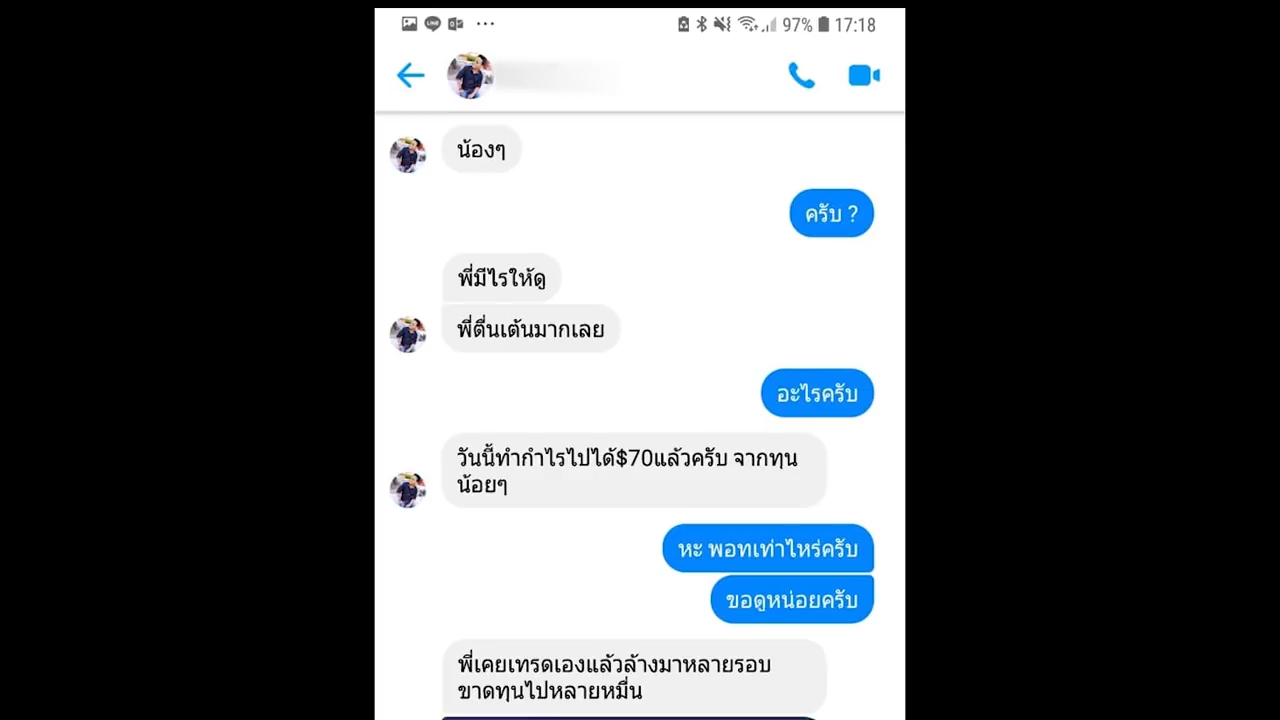 97% 17:18
น้องๆ
ครับ ?
พี่มีไรให้ดู
พี่ตื่นเต้นมากเลย
อะไรครับ
วันนี้ทำกำไรไปได้$70แล้วครับ จากทุน
น้อยๆ
หะ พอทเท่าไหร่ครับ
ขอดูหน่อยครับ
พี่เคยเทรดเองแล้วล้างมาหลายรอบ
ขาดทุนไปหลายหมื่น